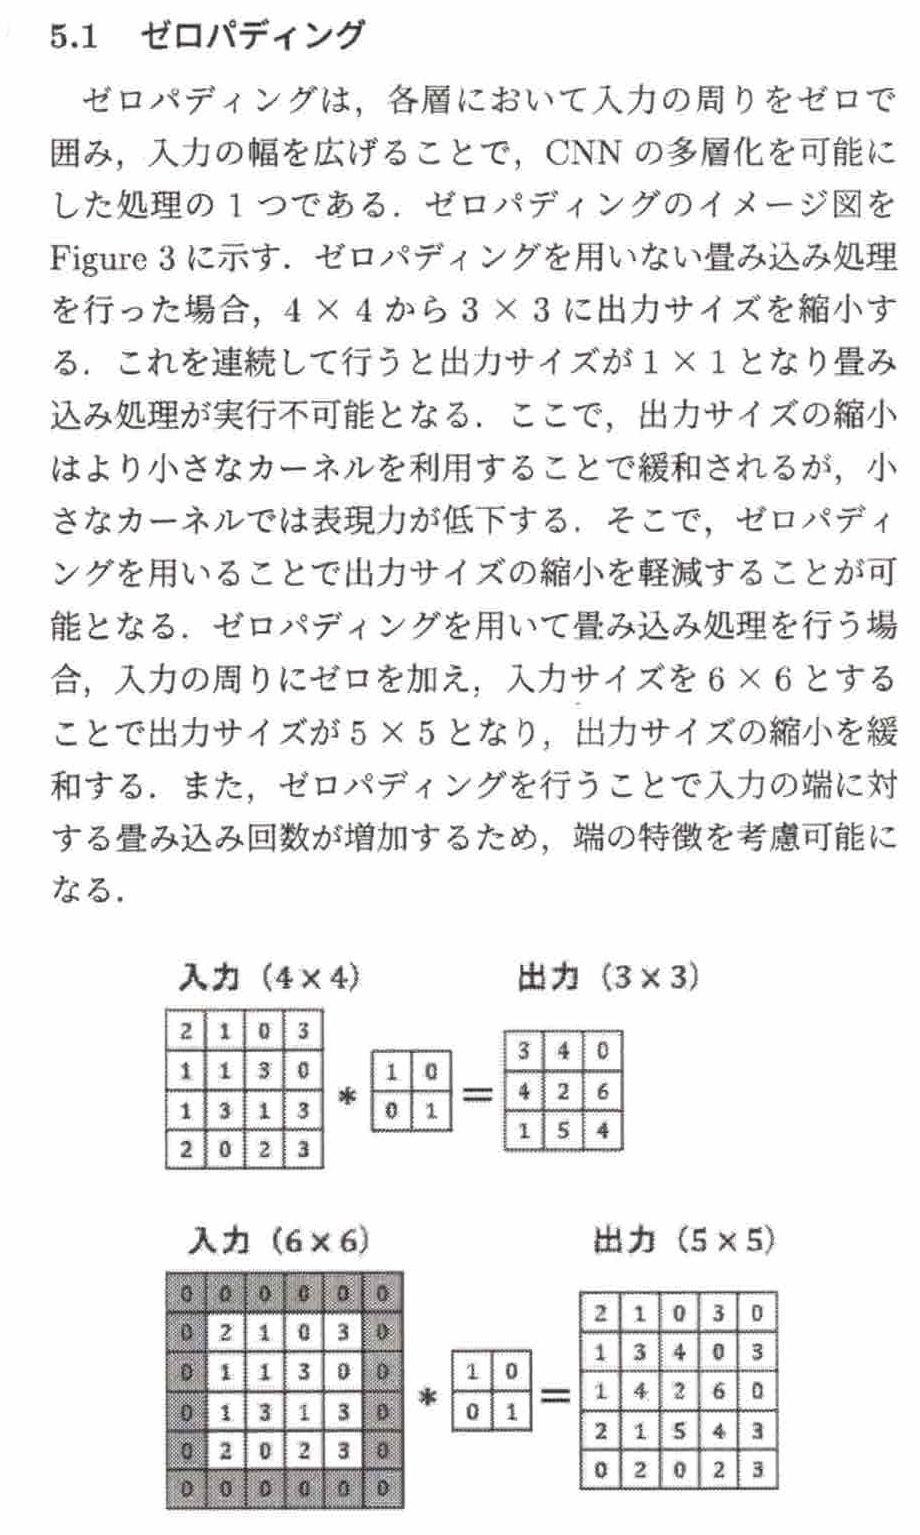 5.1 ゼロパディング
ゼロパディングは，各層において入力の周りをゼロで
囲み，入力の幅を広げることで，CNN の多層化を可能に
した処理の 1 つである．ゼロパディングのイメージ図を
Figure 3 に示す．ゼロパディングを用いない畳み込み処理
を行った場合，4 × 4 から 3 × 3 に出力サイズを縮小す
る．これを連続して行うと出力サイズが 1 × 1 となり畳み
込み処理が実行不可能となる．ここで，出力サイズの縮小
はより小さなカーネルを利用することで緩和されるが，小
さなカーネルでは表現力が低下する．そこで，ゼロパディ
ングを用いることで出力サイズの縮小を軽減することが可
能となる．ゼロパディングを用いて畳み込み処理を行う場
合，入力の周りにゼロを加え，入力サイズを 6 × 6 とする
ことで出力サイズが 5 × 5 となり，出力サイズの縮小を緩
和する．また，ゼロパディングを行うことで入力の端に対
する畳み込み回数が増加するため，端の特徴を考慮可能に
なる．
入力（4 × 4）
2 1 0 3
1 1 3 0
1 3 1 3
2 0 2 3
*
1 0
0 1
=
出力（3 × 3）
3 4 0
4 2 6
1 5 4
入力（6 × 6）
0 0 0 0 0 0
0 2 1 0 3 0
0 1 1 3 0 0
0 1 3 1 3 0
0 2 0 2 3 0
0 0 0 0 0 0
*
1 0
0 1
=
出力（5 × 5）
2 1 0 3 0
1 3 4 0 3
1 4 2 6 0
2 1 5 4 3
0 2 0 2 3